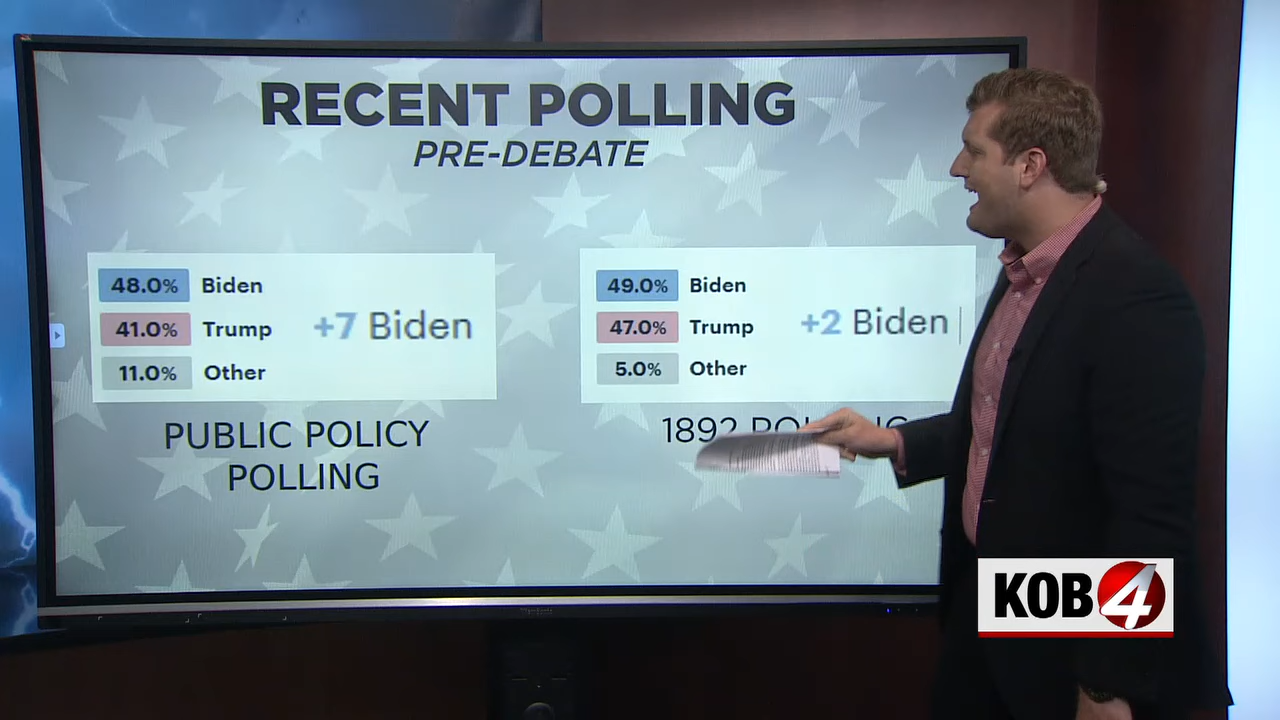 RECENT POLLING
PRE-DEBATE
48.0% Biden
41.0% Trump
11.0% Other
+7 Biden
PUBLIC POLICY
POLLING
49.0% Biden
47.0% Trump
5.0% Other
+2 Biden
1892
KOB 4